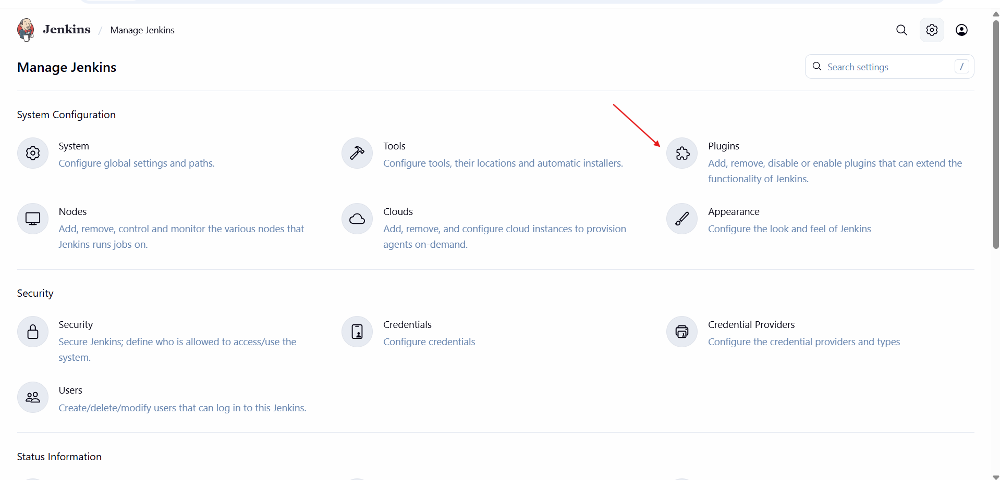 Jenkins / Manage Jenkins
Manage Jenkins
Search settings /
System Configuration
System
Configure global settings and paths.
Tools
Configure tools, their locations and automatic installers.
Plugins
Add, remove, disable or enable plugins that can extend the
functionality of Jenkins.
Nodes
Add, remove, control and monitor the various nodes that
Jenkins runs jobs on.
Clouds
Add, remove, and configure cloud instances to provision
agents on-demand.
Appearance
Configure the look and feel of Jenkins
Security
Security
Secure Jenkins; define who is allowed to access/use the
system.
Credentials
Configure credentials
Credential Providers
Configure the credential providers and types
Users
Create/delete/modify users that can log in to this Jenkins.
Status Information